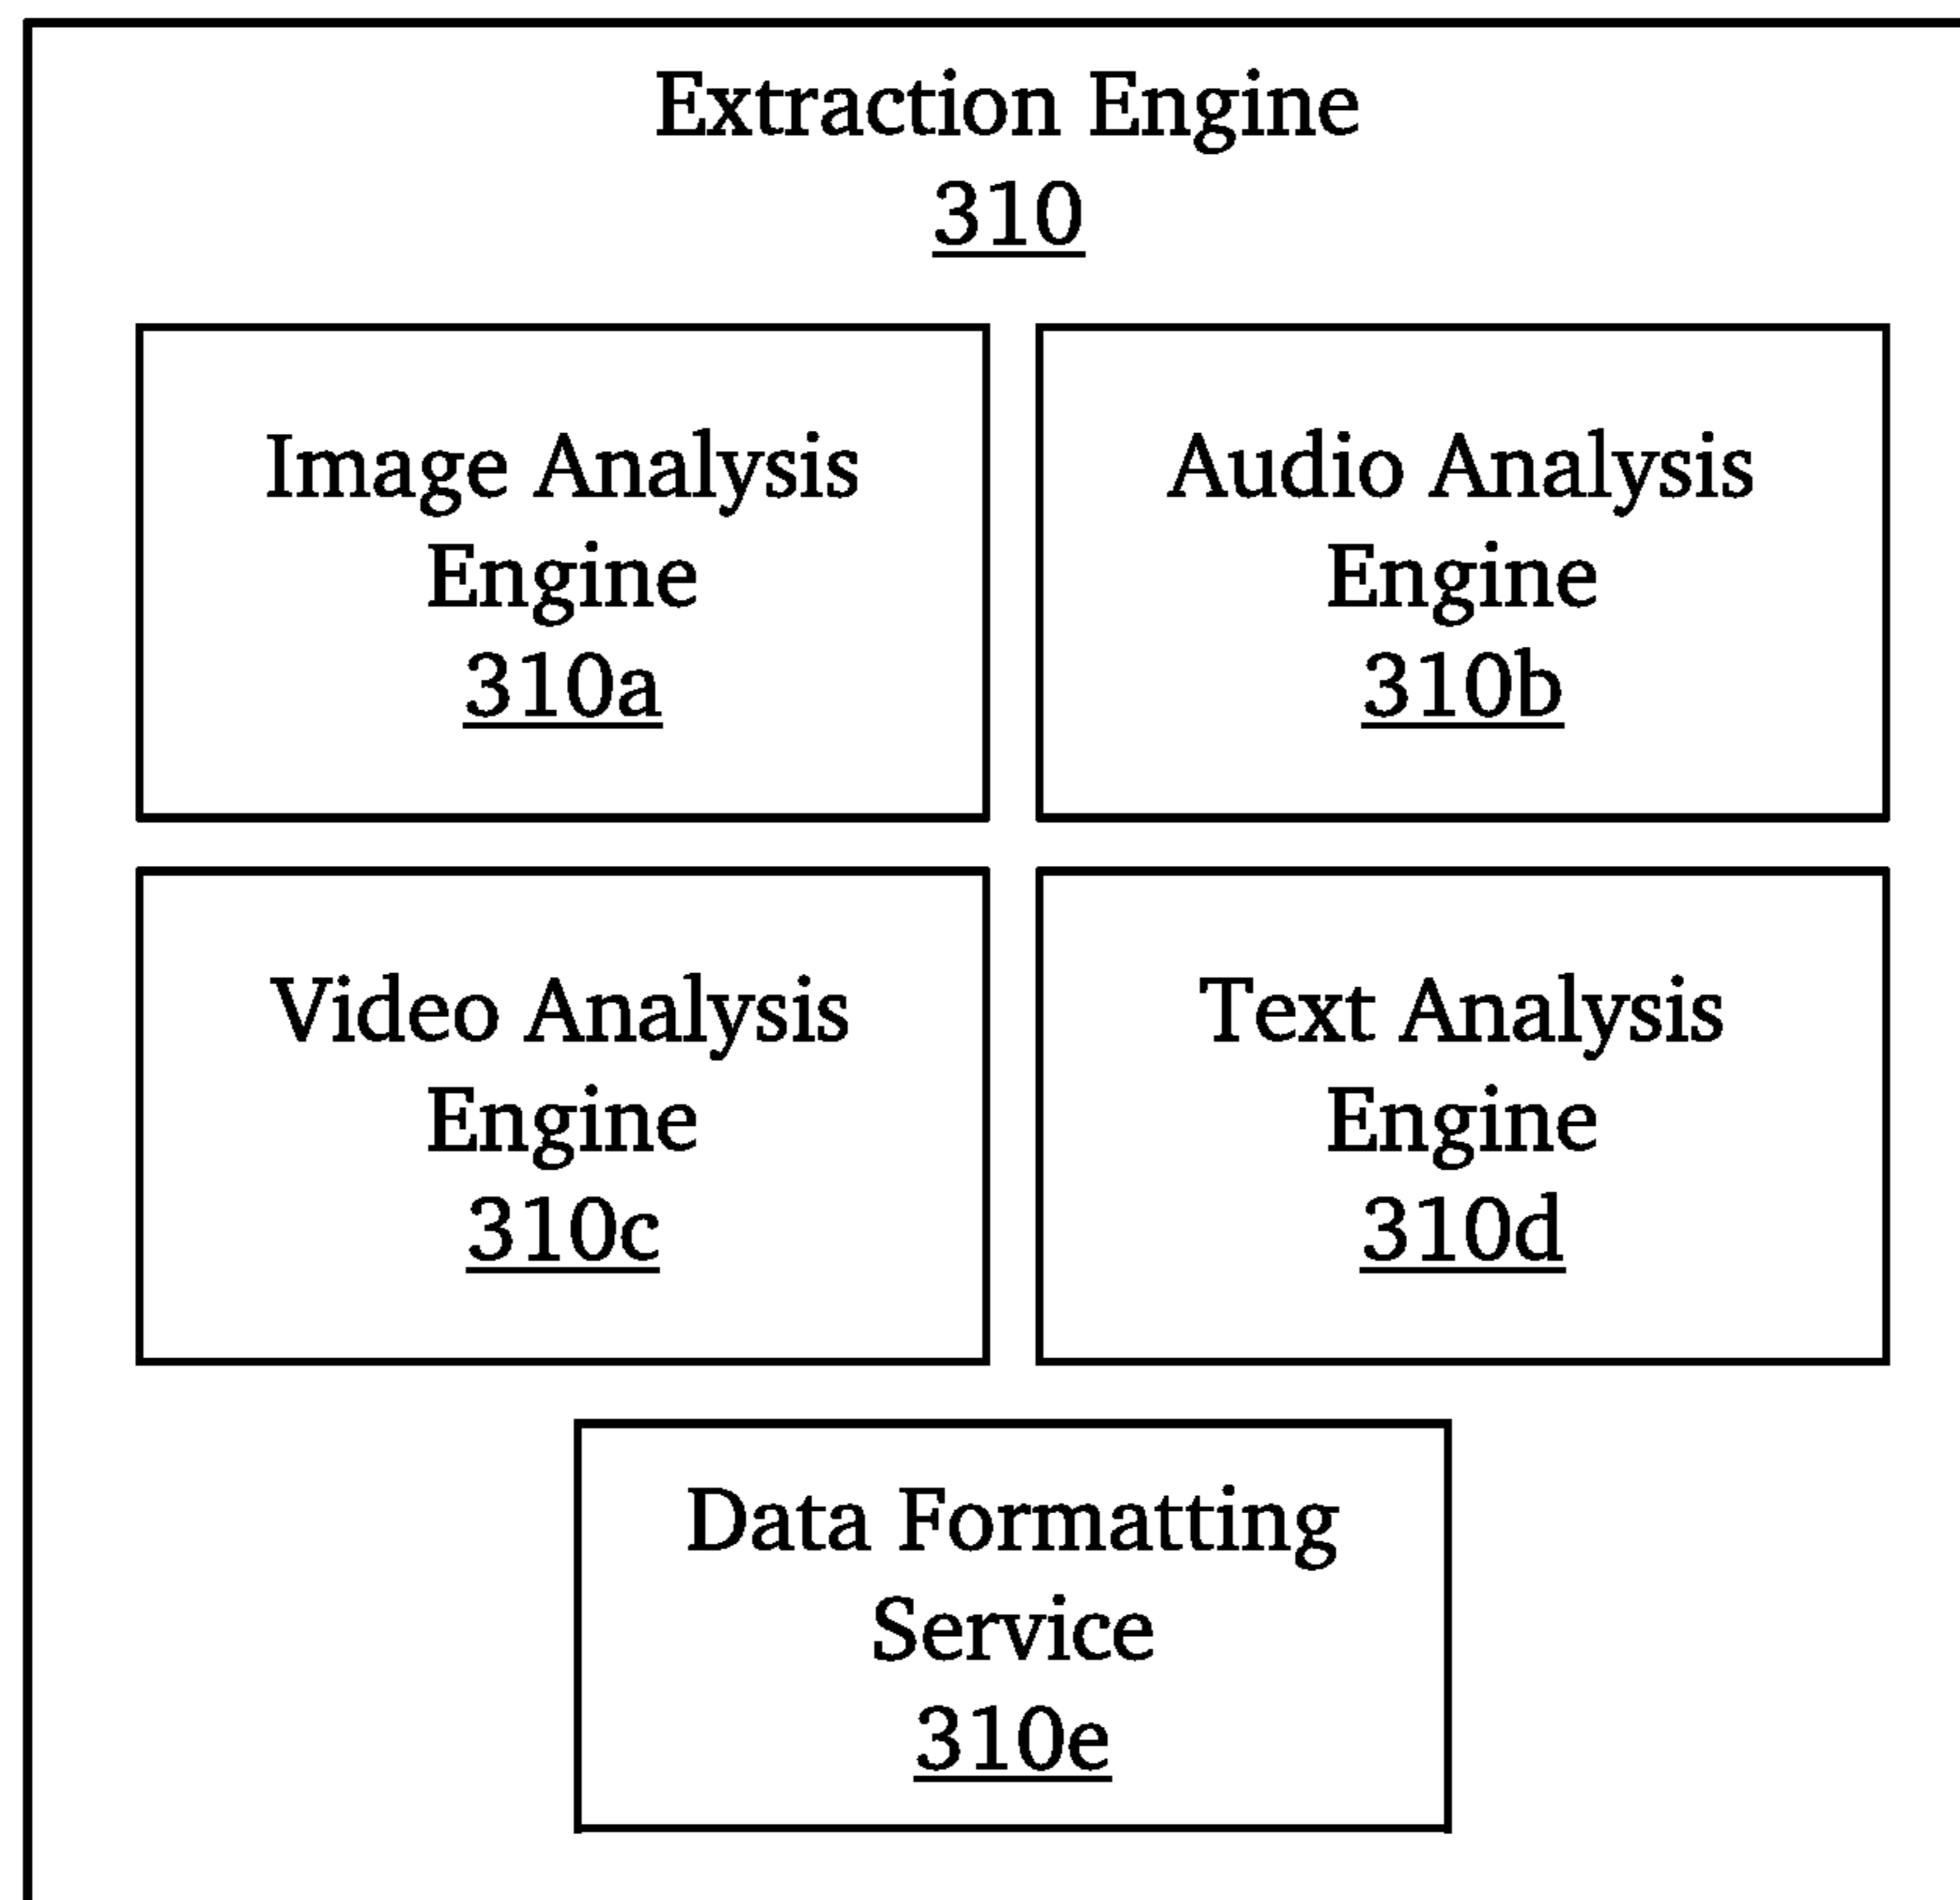 Extraction Engine
310
Image Analysis
Engine
310a
Audio Analysis
Engine
310b
Video Analysis
Engine
310c
Text Analysis
Engine
310d
Data Formatting
Service
310e